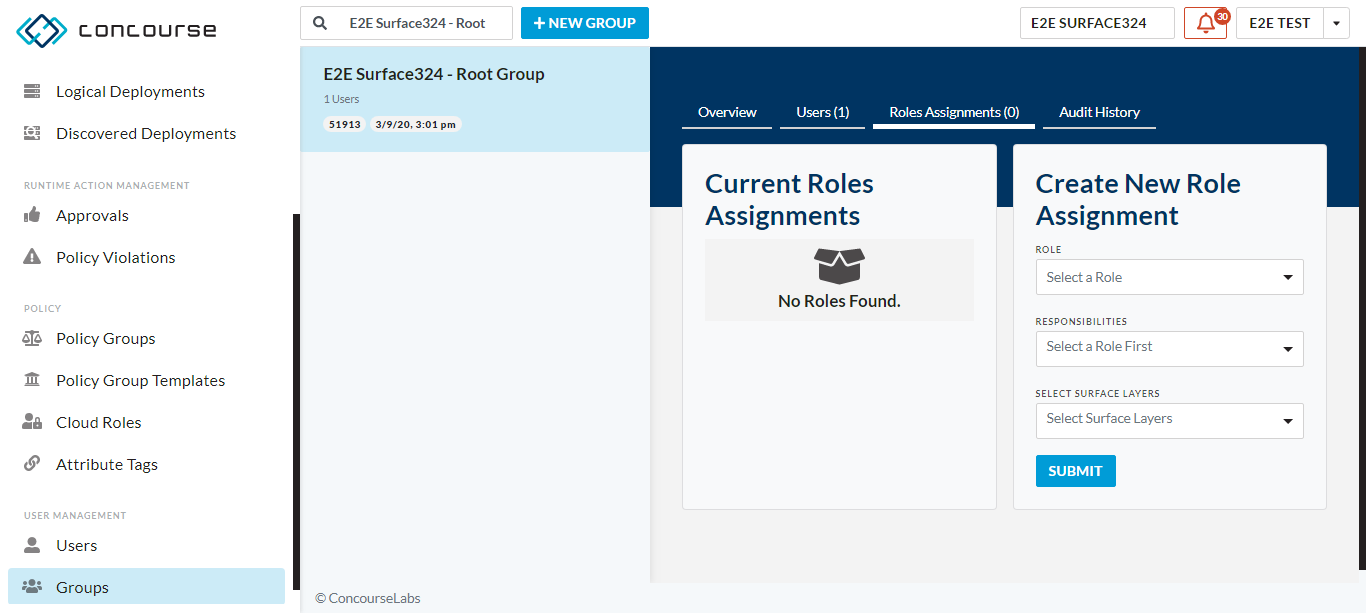 concourse
E2E Surface324 - Root
+ NEW GROUP
E2E SURFACE324
30
E2E TEST
Logical Deployments
Discovered Deployments
RUNTIME ACTION MANAGEMENT
Approvals
Policy Violations
POLICY
Policy Groups
Policy Group Templates
Cloud Roles
Attribute Tags
USER MANAGEMENT
Users
Groups
E2E Surface324 - Root Group
1 Users
51913 3/9/20, 3:01 pm
Overview Users (1) Roles Assignments (0) Audit History
Current Roles
Assignments
No Roles Found.
Create New Role
Assignment
ROLE
Select a Role
RESPONSIBILITIES
Select a Role First
SELECT SURFACE LAYERS
Select Surface Layers
SUBMIT
© ConcourseLabs